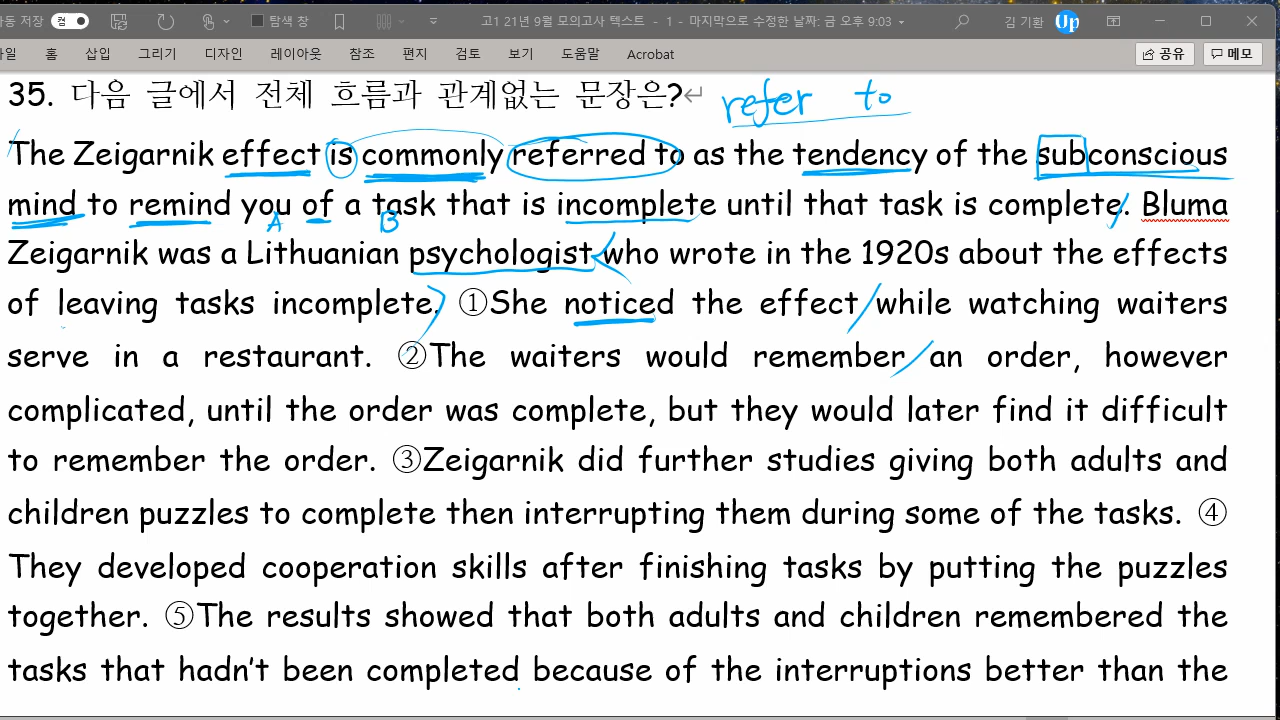 동 저장 컴 탐색 창 고1 21년 9월 모의고사 텍스트 - 1 - 마지막으로 수정한 날짜: 금 오후 9:03 김 기환 Up
일 홈 삽입 그리기 디자인 레이아웃 참조 편지 검토 보기 도움말 Acrobat 공유 메모
35. 다음 글에서 전체 흐름과 관계없는 문장은?↵ refer to
The Zeigarnik effect is commonly referred to as the tendency of the subconscious
mind to remind you of a task that is incomplete until that task is complete. Bluma
A B
Zeigarnik was a Lithuanian psychologist who wrote in the 1920s about the effects
of leaving tasks incomplete. ①She noticed the effect while watching waiters
serve in a restaurant. ②The waiters would remember an order, however
complicated, until the order was complete, but they would later find it difficult
to remember the order. ③Zeigarnik did further studies giving both adults and
children puzzles to complete then interrupting them during some of the tasks. ④
They developed cooperation skills after finishing tasks by putting the puzzles
together. ⑤The results showed that both adults and children remembered the
tasks that hadn't been completed because of the interruptions better than the